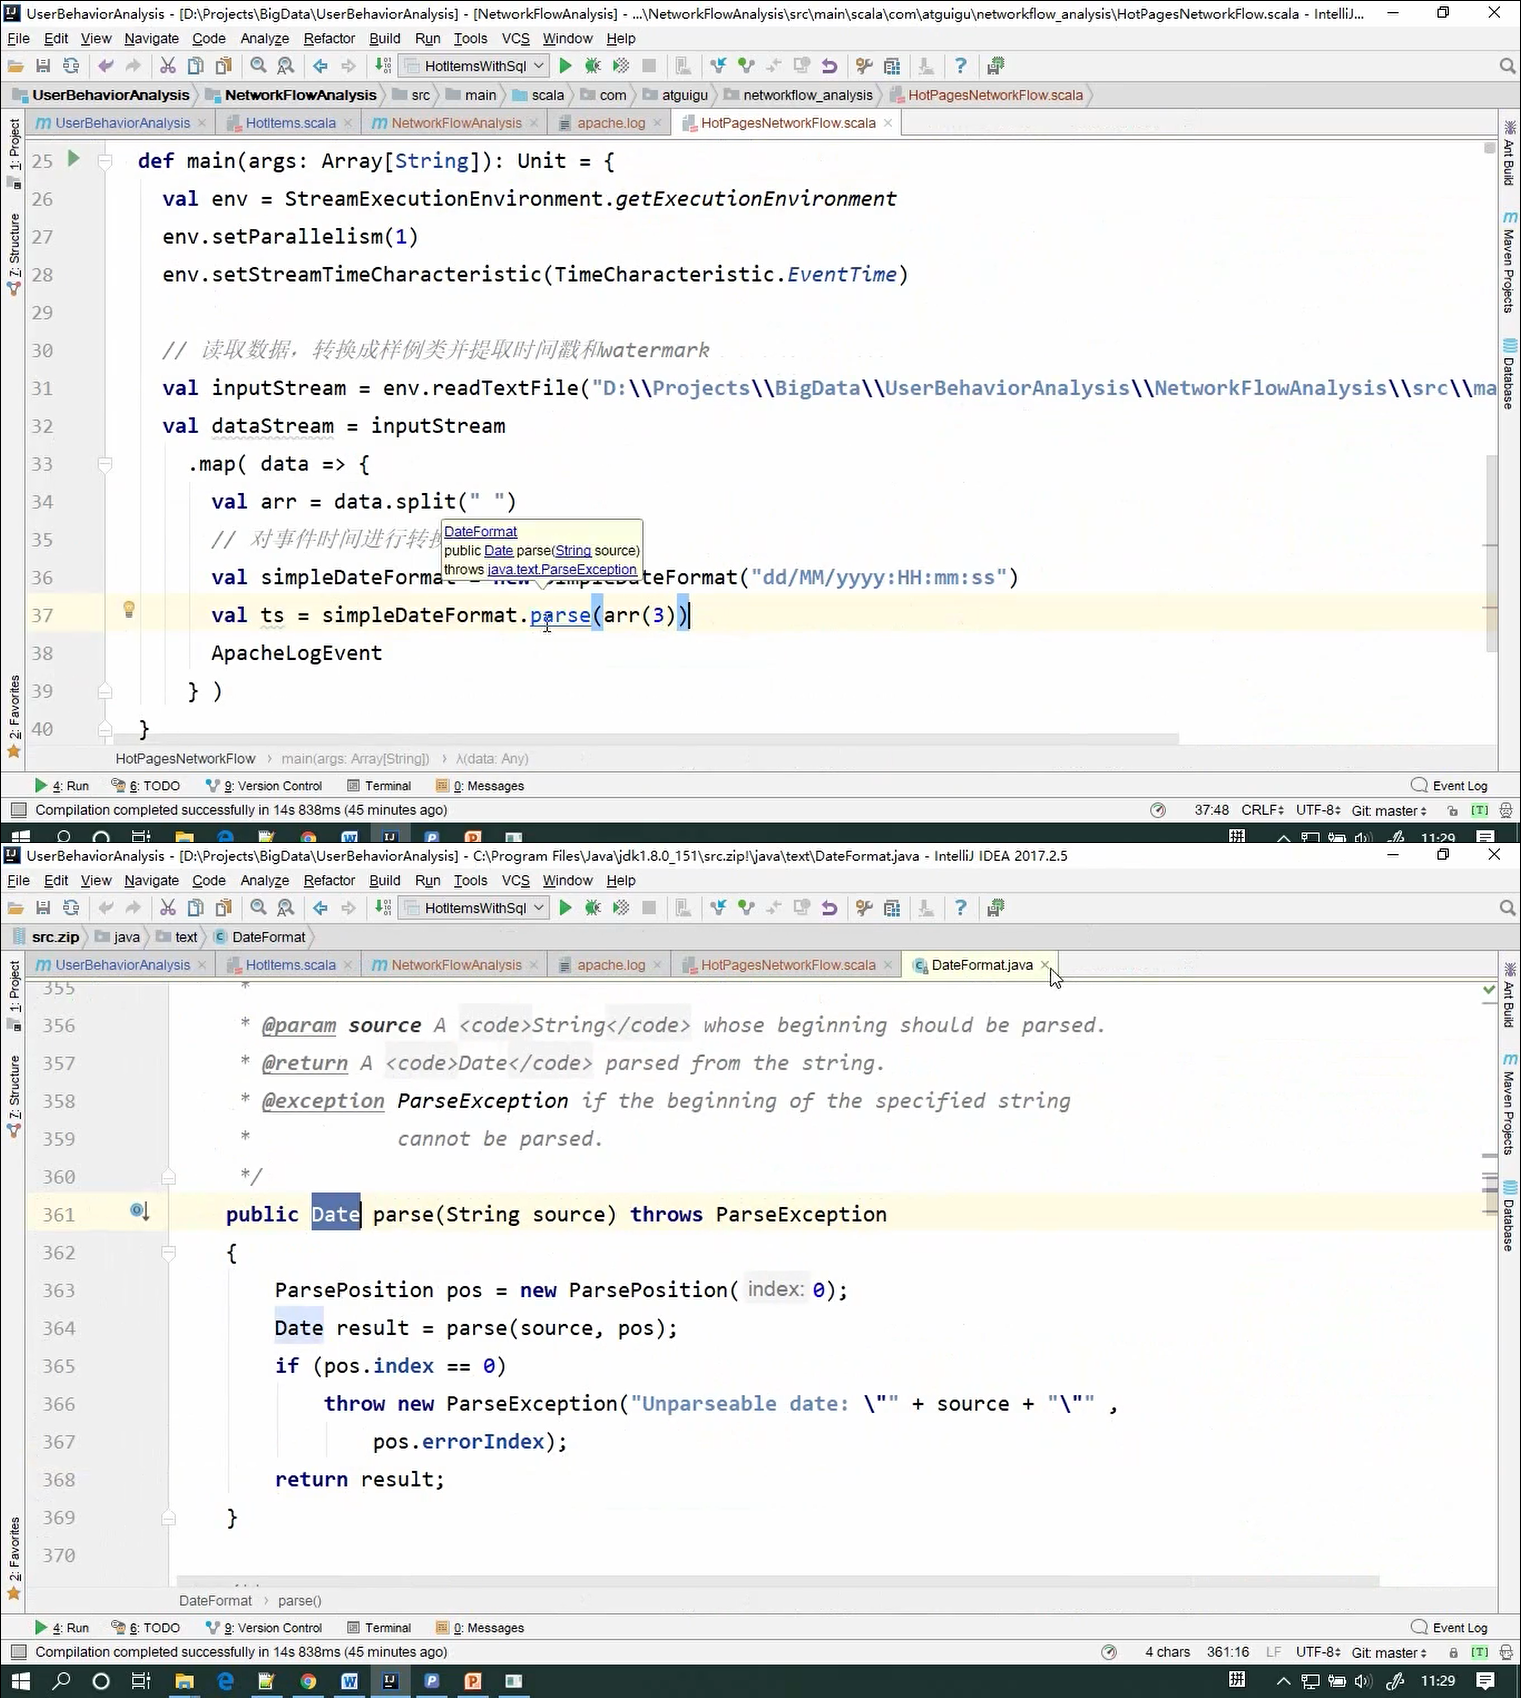 UserBehaviorAnalysis - [D:\Projects\BigData\UserBehaviorAnalysis] - [NetworkFlowAnalysis] - ...\NetworkFlowAnalysis\src\main\scala\com\atguigu\networkflow_analysis\HotPagesNetworkFlow.scala - IntelliJ...
File Edit View Navigate Code Analyze Refactor Build Run Tools VCS Window Help
HotItemsWithSql
UserBehaviorAnalysis NetworkFlowAnalysis src main scala com atguigu networkflow_analysis HotPagesNetworkFlow.scala
UserBehaviorAnalysis HotItems.scala NetworkFlowAnalysis apache.log HotPagesNetworkFlow.scala
1: Project
7: Structure
2: Favorites
Ant Build
Maven Projects
Database
25 def main(args: Array[String]): Unit = {
26 val env = StreamExecutionEnvironment.getExecutionEnvironment
27 env.setParallelism(1)
28 env.setStreamTimeCharacteristic(TimeCharacteristic.EventTime)
29
30 // 读取数据，转换成样例类并提取时间戳和watermark
31 val inputStream = env.readTextFile("D:\\Projects\\BigData\\UserBehaviorAnalysis\\NetworkFlowAnalysis\\src\\ma
32 val dataStream = inputStream
33 .map( data => {
34 val arr = data.split(" ")
35 // 对事件时间进行转换
DateFormat
public Date parse(String source)
throws java.text.ParseException
36 val simpleDateFormat = new SimpleDateFormat("dd/MM/yyyy:HH:mm:ss")
37 val ts = simpleDateFormat.parse(arr(3))
38 ApacheLogEvent
39 } )
40 }
HotPagesNetworkFlow main(args: Array[String]) λ(data: Any)
4: Run 6: TODO 9: Version Control Terminal 0: Messages Event Log
Compilation completed successfully in 14s 838ms (45 minutes ago) 37:48 CRLF UTF-8 Git: master [T]
拼 11:29
UserBehaviorAnalysis - [D:\Projects\BigData\UserBehaviorAnalysis] - C:\Program Files\Java\jdk1.8.0_151\src.zip!\java\text\DateFormat.java - IntelliJ IDEA 2017.2.5
File Edit View Navigate Code Analyze Refactor Build Run Tools VCS Window Help
HotItemsWithSql
src.zip java text DateFormat
UserBehaviorAnalysis HotItems.scala NetworkFlowAnalysis apache.log HotPagesNetworkFlow.scala DateFormat.java
1: Project
7: Structure
2: Favorites
Ant Build
Maven Projects
Database
355 *
356 * @param source A <code>String</code> whose beginning should be parsed.
357 * @return A <code>Date</code> parsed from the string.
358 * @exception ParseException if the beginning of the specified string
359 * cannot be parsed.
360 */
361 public Date parse(String source) throws ParseException
362 {
363 ParsePosition pos = new ParsePosition( index: 0);
364 Date result = parse(source, pos);
365 if (pos.index == 0)
366 throw new ParseException("Unparseable date: \"" + source + "\"" ,
367 pos.errorIndex);
368 return result;
369 }
370
DateFormat parse()
4: Run 6: TODO 9: Version Control Terminal 0: Messages Event Log
Compilation completed successfully in 14s 838ms (45 minutes ago) 4 chars 361:16 LF UTF-8 Git: master [T]
拼 11:29